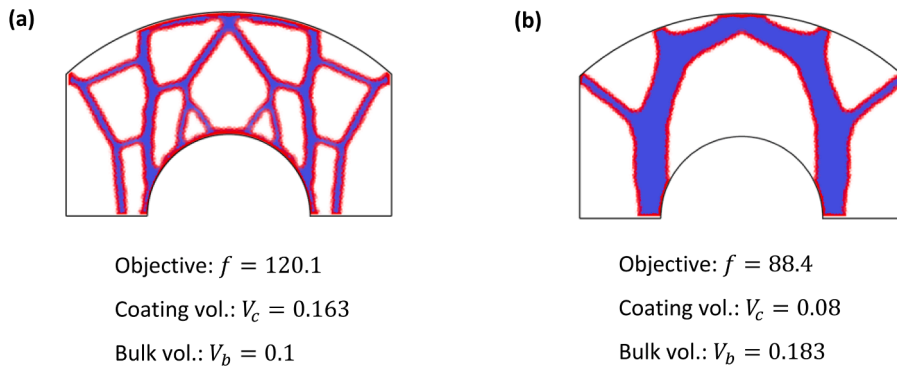 (a)
Objective: f = 120.1
Coating vol.: V_c = 0.163
Bulk vol.: V_b = 0.1
(b)
Objective: f = 88.4
Coating vol.: V_c = 0.08
Bulk vol.: V_b = 0.183